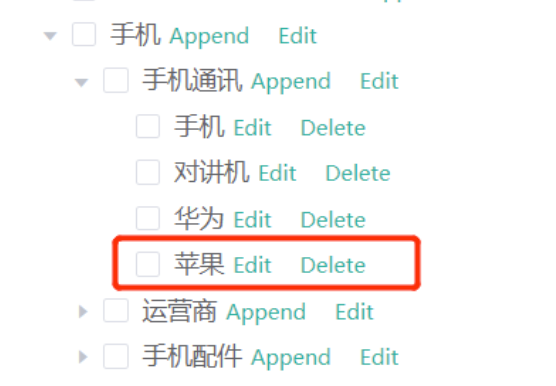 手机 Append Edit
手机通讯 Append Edit
手机 Edit Delete
对讲机 Edit Delete
华为 Edit Delete
苹果 Edit Delete
运营商 Append Edit
手机配件 Append Edit